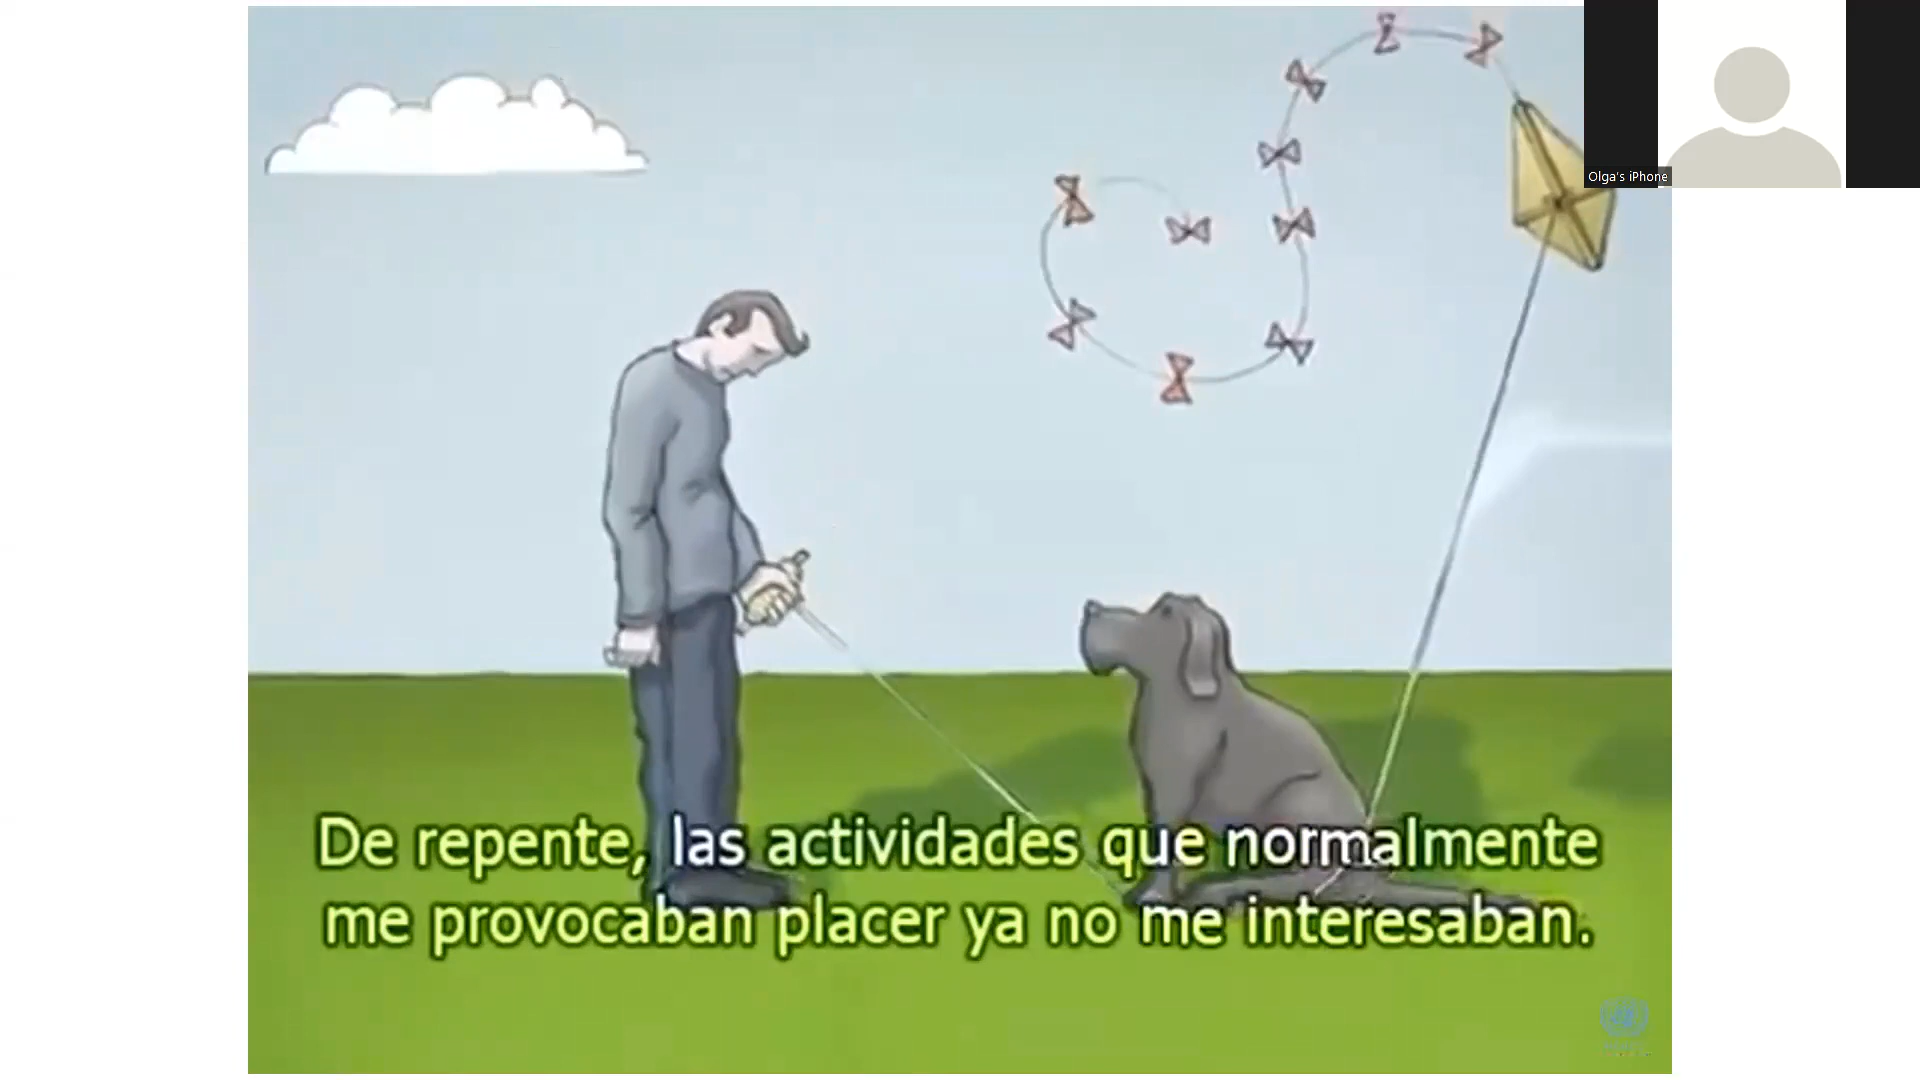 Olga's iPhone
De repente, las actividades que normalmente
me provocaban placer ya no me interesaban.